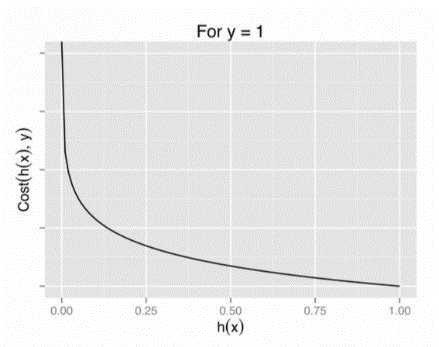 For y = 1
Cost(h(x), y)
0.00 0.25 0.50 0.75 1.00
h(x)